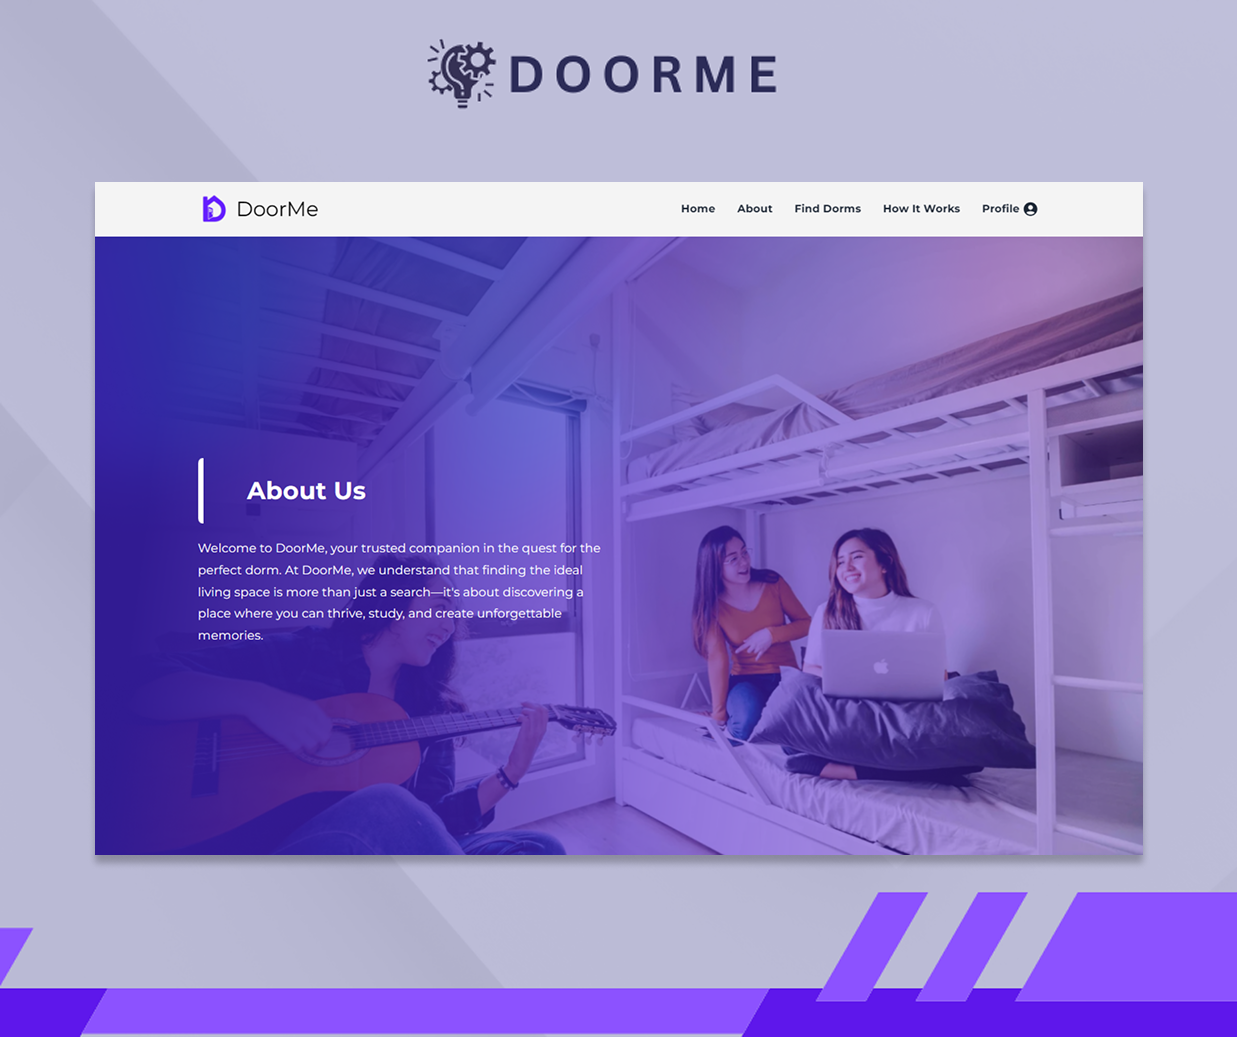 DOORME
DoorMe
Home About Find Dorms How It Works Profile
About Us
Welcome to DoorMe, your trusted companion in the quest for the
perfect dorm. At DoorMe, we understand that finding the ideal
living space is more than just a search—it's about discovering a
place where you can thrive, study, and create unforgettable
memories.